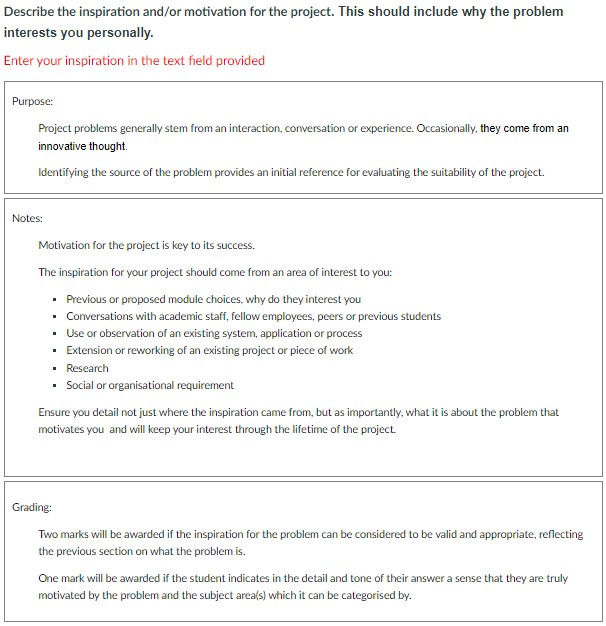 Describe the inspiration and/or motivation for the project. This should include why the problem
interests you personally.
Enter your inspiration in the text field provided
Purpose:
Project problems generally stem from an interaction, conversation or experience. Occasionally, they come from an
innovative thought.
Identifying the source of the problem provides an initial reference for evaluating the suitability of the project.
Notes:
Motivation for the project is key to its success.
The inspiration for your project should come from an area of interest to you:
▪ Previous or proposed module choices, why do they interest you
▪ Conversations with academic staff, fellow employees, peers or previous students
▪ Use or observation of an existing system, application or process
▪ Extension or reworking of an existing project or piece of work
▪ Research
▪ Social or organisational requirement
Ensure you detail not just where the inspiration came from, but as importantly, what it is about the problem that
motivates you and will keep your interest through the lifetime of the project.
Grading:
Two marks will be awarded if the inspiration for the problem can be considered to be valid and appropriate, reflecting
the previous section on what the problem is.
One mark will be awarded if the student indicates in the detail and tone of their answer a sense that they are truly
motivated by the problem and the subject area(s) which it can be categorised by.